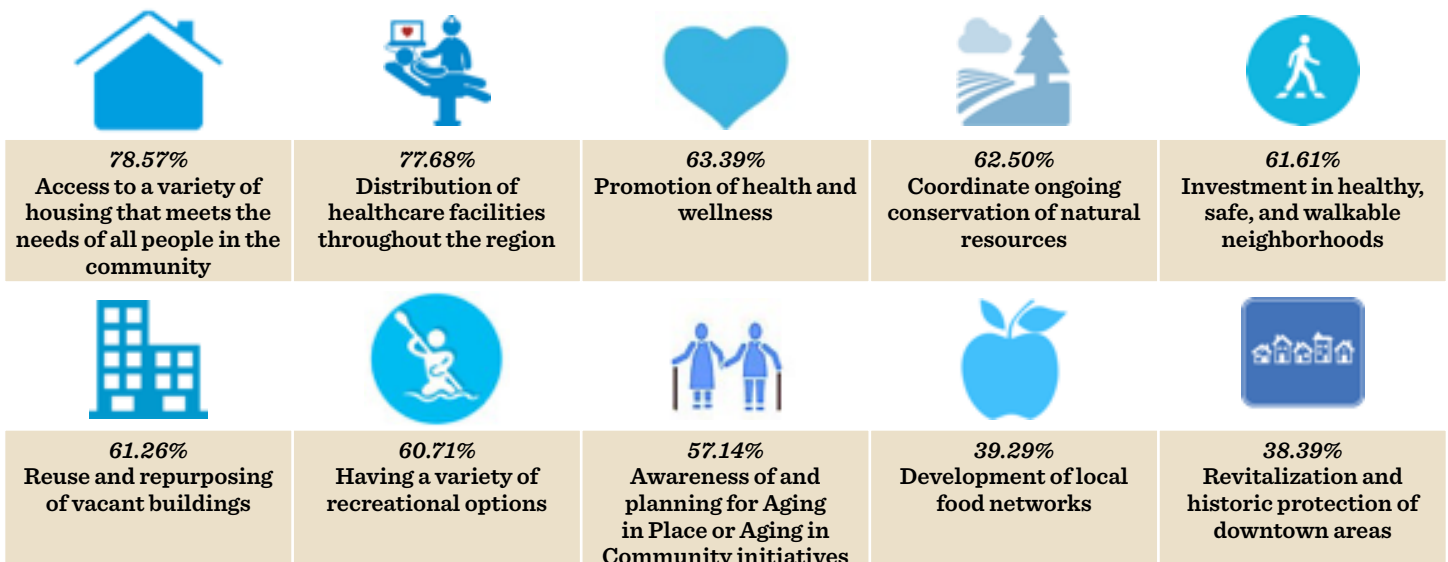 78.57%
Access to a variety of
housing that meets the
needs of all people in the
community
77.68%
Distribution of
healthcare facilities
throughout the region
63.39%
Promotion of health and
wellness
62.50%
Coordinate ongoing
conservation of natural
resources
61.61%
Investment in healthy,
safe, and walkable
neighborhoods
61.26%
Reuse and repurposing
of vacant buildings
60.71%
Having a variety of
recreational options
57.14%
Awareness of and
planning for Aging
in Place or Aging in
Community initiatives
39.29%
Development of local
food networks
38.39%
Revitalization and
historic protection of
downtown areas